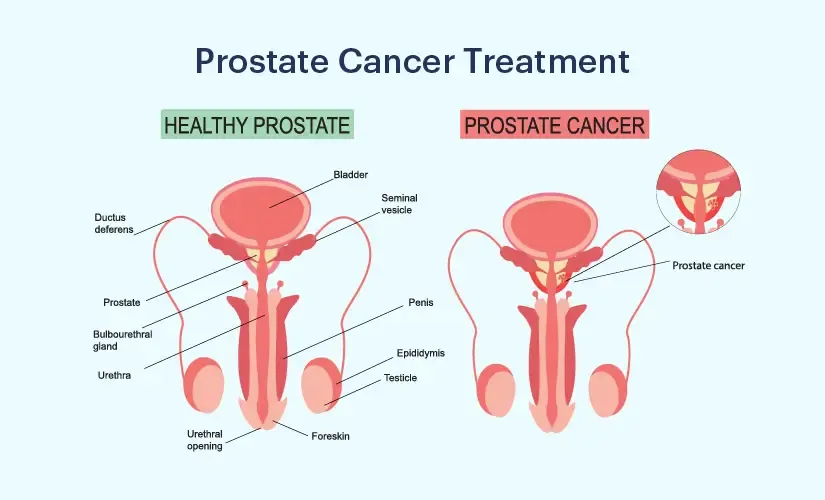 Prostate Cancer Treatment
HEALTHY PROSTATE
PROSTATE CANCER
Bladder
Seminal
vesicle
Ductus
deferens
Prostate cancer
Prostate
Penis
Bulbourethral
gland
Urethra
Epididymis
Testicle
Urethral
opening
Foreskin